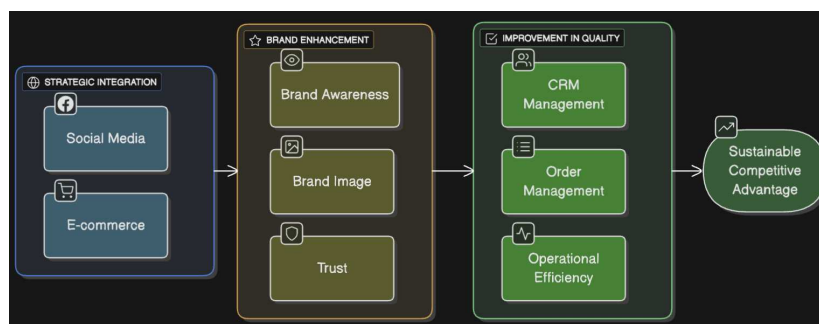 STRATEGIC INTEGRATION
Social Media
E-commerce
BRAND ENHANCEMENT
Brand Awareness
Brand Image
Trust
IMPROVEMENT IN QUALITY
CRM
Management
Order
Management
Operational
Efficiency
Sustainable
Competitive
Advantage